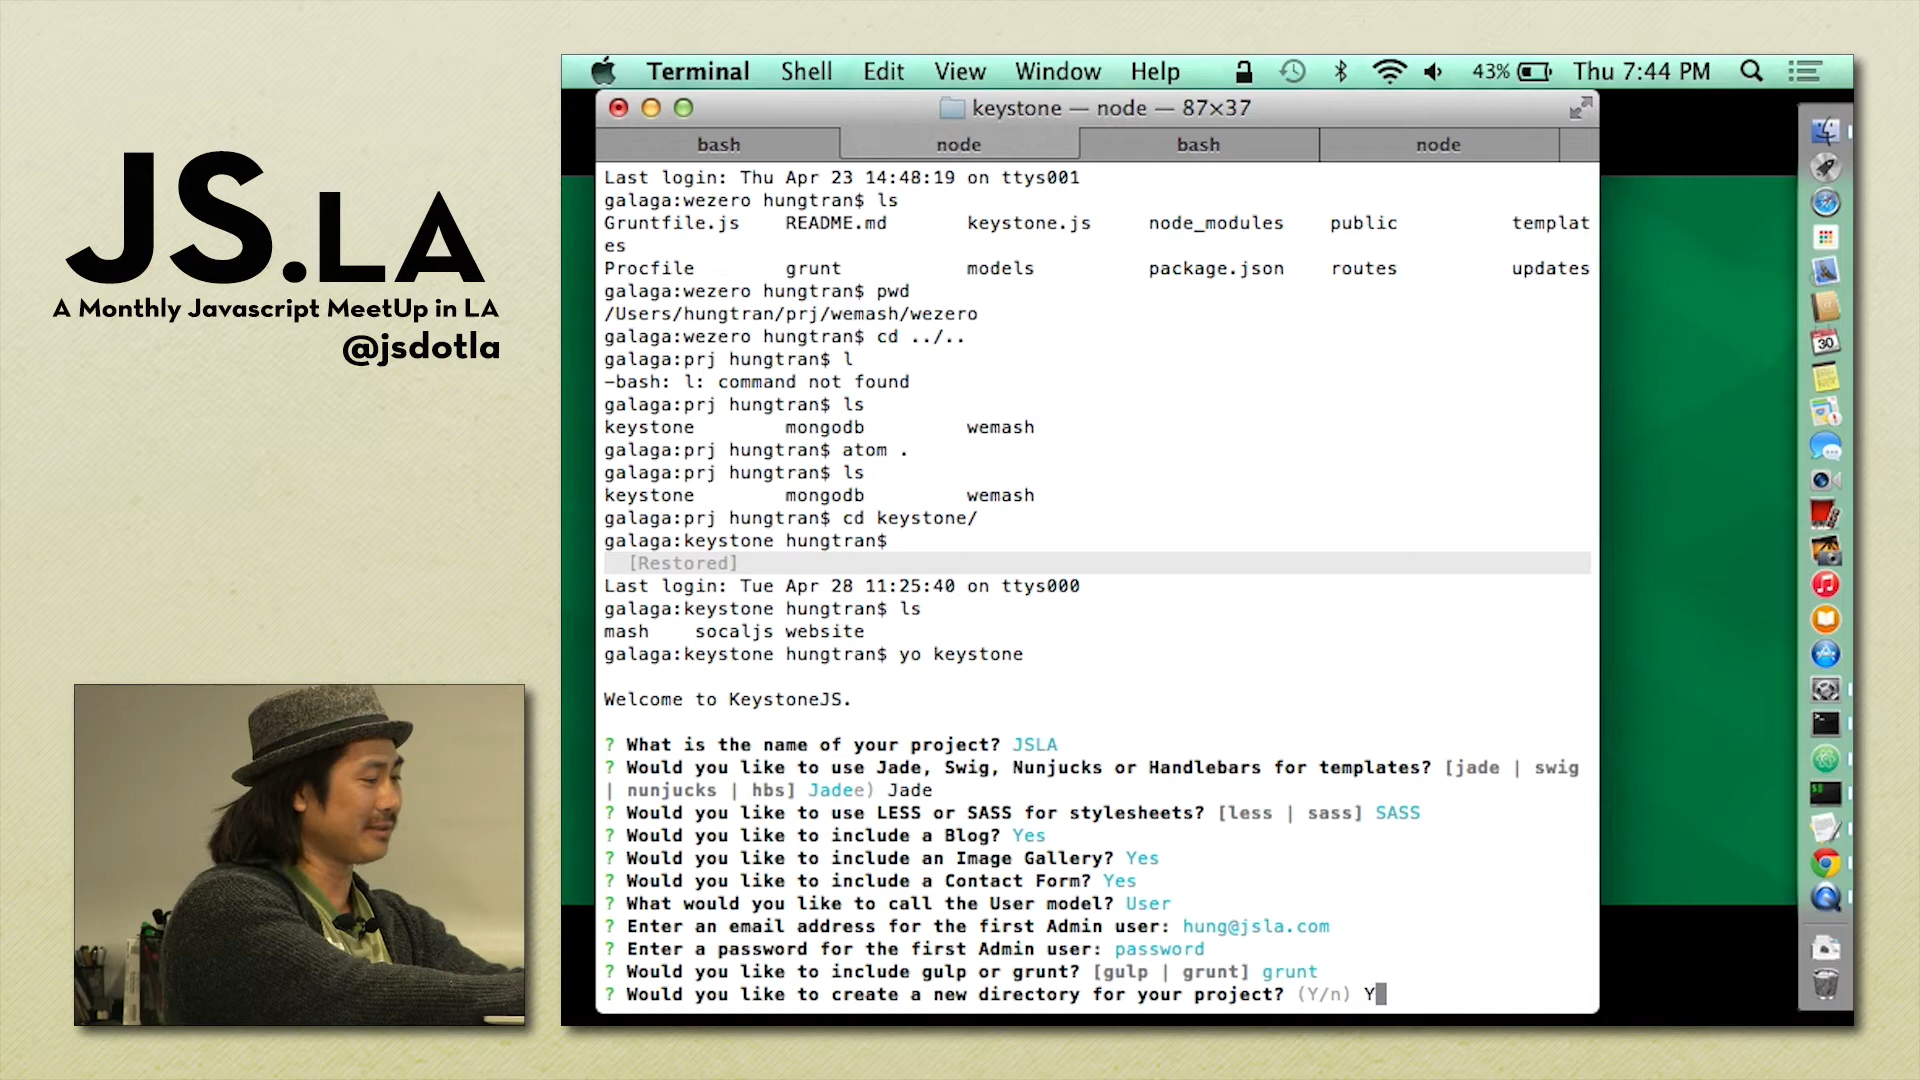 JS.LA
A Monthly Javascript MeetUp in LA
@jsdotla
Terminal Shell Edit View Window Help 43% Thu 7:44 PM
keystone — node — 87×37
bash node bash node
Last login: Thu Apr 23 14:48:19 on ttys001
galaga:wezero hungtran$ ls
Gruntfile.js README.md keystone.js node_modules public templat
es
Procfile grunt models package.json routes updates
galaga:wezero hungtran$ pwd
/Users/hungtran/prj/wemash/wezero
galaga:wezero hungtran$ cd ../..
galaga:prj hungtran$ l
-bash: l: command not found
galaga:prj hungtran$ ls
keystone mongodb wemash
galaga:prj hungtran$ atom .
galaga:prj hungtran$ ls
keystone mongodb wemash
galaga:prj hungtran$ cd keystone/
galaga:keystone hungtran$
[Restored]
Last login: Tue Apr 28 11:25:40 on ttys000
galaga:keystone hungtran$ ls
mash socaljs website
galaga:keystone hungtran$ yo keystone
Welcome to KeystoneJS.
? What is the name of your project? JSLA
? Would you like to use Jade, Swig, Nunjucks or Handlebars for templates? [jade | swig
| nunjucks | hbs] Jadee) Jade
? Would you like to use LESS or SASS for stylesheets? [less | sass] SASS
? Would you like to include a Blog? Yes
? Would you like to include an Image Gallery? Yes
? Would you like to include a Contact Form? Yes
? What would you like to call the User model? User
? Enter an email address for the first Admin user: hung@jsla.com
? Enter a password for the first Admin user: password
? Would you like to include gulp or grunt? [gulp | grunt] grunt
? Would you like to create a new directory for your project? (Y/n) Y
30